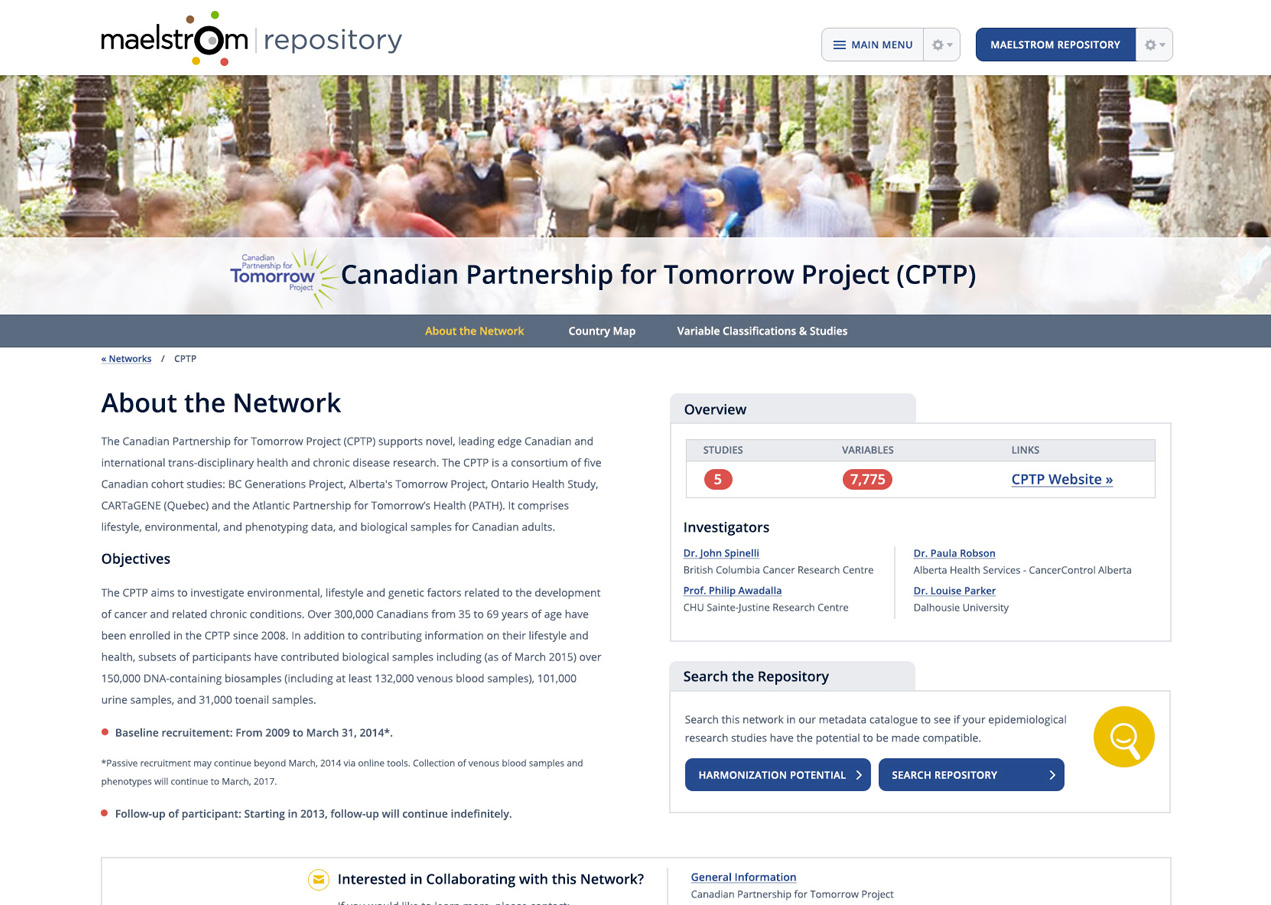 maelstrom | repository
MAIN MENU
MAELSTROM REPOSITORY
Canadian
Partnership for
Tomorrow
Project
Canadian Partnership for Tomorrow Project (CPTP)
About the Network
Country Map
Variable Classifications & Studies
« Networks / CPTP
About the Network
The Canadian Partnership for Tomorrow Project (CPTP) supports novel, leading edge Canadian and
international trans-disciplinary health and chronic disease research. The CPTP is a consortium of five
Canadian cohort studies: BC Generations Project, Alberta's Tomorrow Project, Ontario Health Study,
CARTaGENE (Quebec) and the Atlantic Partnership for Tomorrow's Health (PATH). It comprises
lifestyle, environmental, and phenotyping data, and biological samples for Canadian adults.
Objectives
The CPTP aims to investigate environmental, lifestyle and genetic factors related to the development
of cancer and related chronic conditions. Over 300,000 Canadians from 35 to 69 years of age have
been enrolled in the CPTP since 2008. In addition to contributing information on their lifestyle and
health, subsets of participants have contributed biological samples including (as of March 2015) over
150,000 DNA-containing biosamples (including at least 132,000 venous blood samples), 101,000
urine samples, and 31,000 toenail samples.
Baseline recruitment: From 2009 to March 31, 2014*.
*Passive recruitment may continue beyond March, 2014 via online tools. Collection of venous blood samples and
phenotypes will continue to March, 2017.
Follow-up of participant: Starting in 2013, follow-up will continue indefinitely.
Overview
STUDIES VARIABLES LINKS
5 7,775 CPTP Website »
Investigators
Dr. John Spinelli
British Columbia Cancer Research Centre
Prof. Philip Awadalla
CHU Sainte-Justine Research Centre
Dr. Paula Robson
Alberta Health Services - CancerControl Alberta
Dr. Louise Parker
Dalhousie University
Search the Repository
Search this network in our metadata catalogue to see if your epidemiological
research studies have the potential to be made compatible.
HARMONIZATION POTENTIAL
SEARCH REPOSITORY
Interested in Collaborating with this Network?
If you would like to learn more, please contact:
General Information
Canadian Partnership for Tomorrow Project